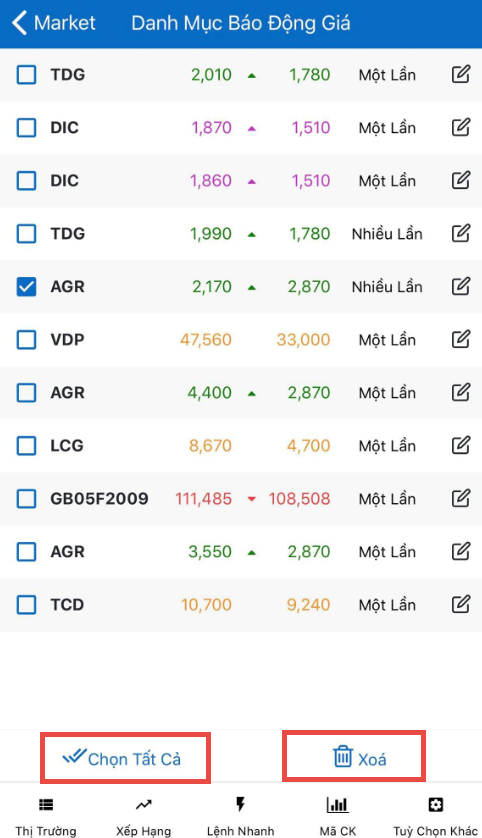 Market Danh Mục Báo Động Giá
TDG 2,010 1,780 Một Lần
DIC 1,870 1,510 Một Lần
DIC 1,860 1,510 Một Lần
TDG 1,990 1,780 Nhiều Lần
AGR 2,170 2,870 Nhiều Lần
VDP 47,560 33,000 Một Lần
AGR 4,400 2,870 Một Lần
LCG 8,670 4,700 Một Lần
GB05F2009 111,485 108,508 Một Lần
AGR 3,550 2,870 Một Lần
TCD 10,700 9,240 Một Lần
Chọn Tất Cả Xoá
Thị Trường Xếp Hạng Lệnh Nhanh Mã CK Tuỳ Chọn Khác